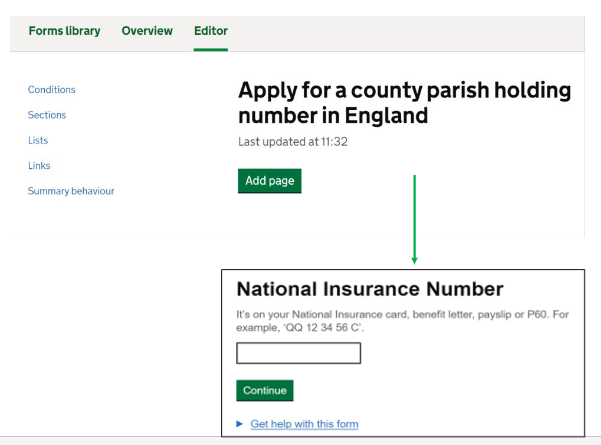 Forms library Overview Editor
Conditions
Sections
Lists
Links
Summary behaviour
Apply for a county parish holding
number in England
Last updated at 11:32
Add page
National Insurance Number
It's on your National Insurance card, benefit letter, payslip or P60. For
example, 'QQ 12 34 56 C'.
Continue
Get help with this form